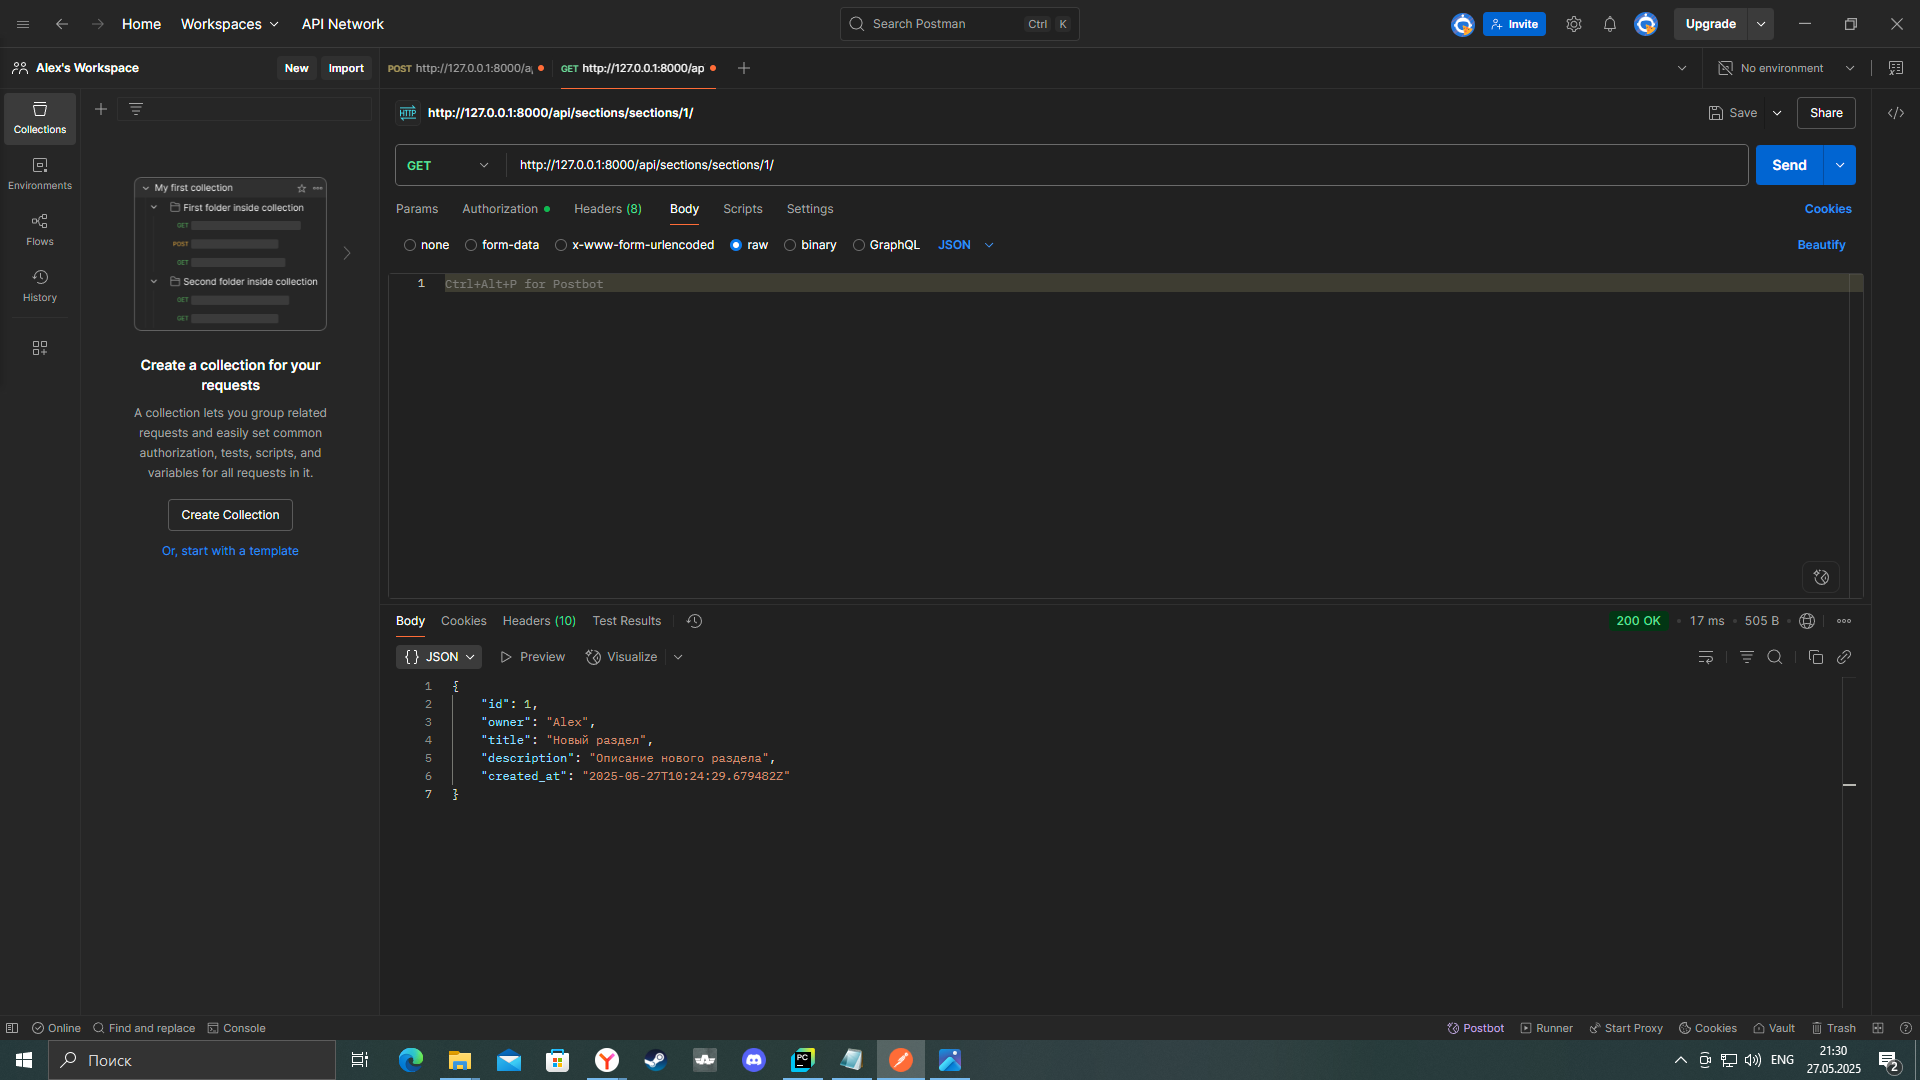 Home
Workspaces
API Network
Search Postman
Ctrl K
Invite
Upgrade
Alex's Workspace
New
Import
POST http://127.0.0.1:8000/a
GET http://127.0.0.1:8000/ap
No environment
Collections
Environments
Flows
History
My first collection
First folder inside collection
GET
POST
GET
Second folder inside collection
GET
GET
Create a collection for your
requests
A collection lets you group related
requests and easily set common
authorization, tests, scripts, and
variables for all requests in it.
Create Collection
Or, start with a template
HTTP http://127.0.0.1:8000/api/sections/sections/1/
Save
Share
GET
http://127.0.0.1:8000/api/sections/sections/1/
Send
Params
Authorization
Headers (8)
Body
Scripts
Settings
Cookies
none
form-data
x-www-form-urlencoded
raw
binary
GraphQL
JSON
Beautify
1 Ctrl+Alt+P for Postbot
Body
Cookies
Headers (10)
Test Results
200 OK
17 ms
505 B
{} JSON
Preview
Visualize
1 {
2 "id": 1,
3 "owner": "Alex",
4 "title": "Новый раздел",
5 "description": "Описание нового раздела",
6 "created_at": "2025-05-27T10:24:29.679482Z"
7 }
Online
Find and replace
Console
Postbot
Runner
Start Proxy
Cookies
Vault
Trash
Поиск
PC
ENG
21:30
27.05.2025
2